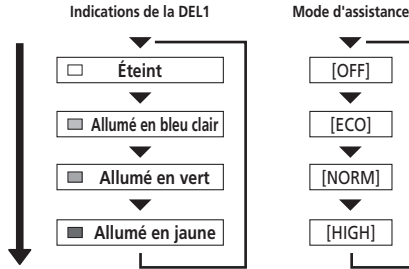 Indications de la DEL1
Mode d'assistance
Éteint
[OFF]
Allumé en bleu clair
[ECO]
Allumé en vert
[NORM]
Allumé en jaune
[HIGH]